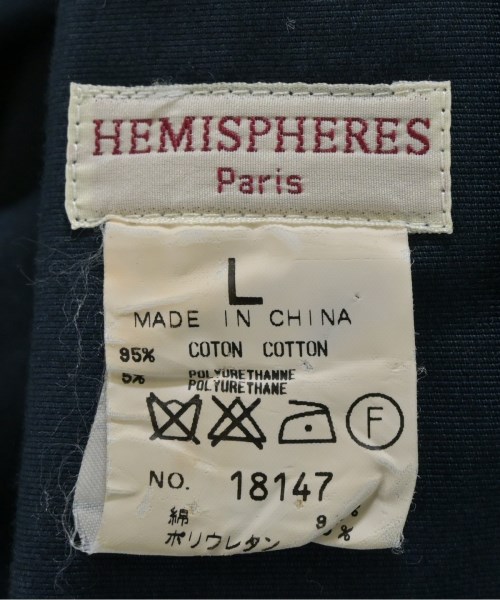 HEMISPHERES
Paris
L
MADE IN CHINA
95% COTON COTTON
5% POLYURETHANNE
POLYURETHANE
F
NO. 18147
綿
ポリウレタン